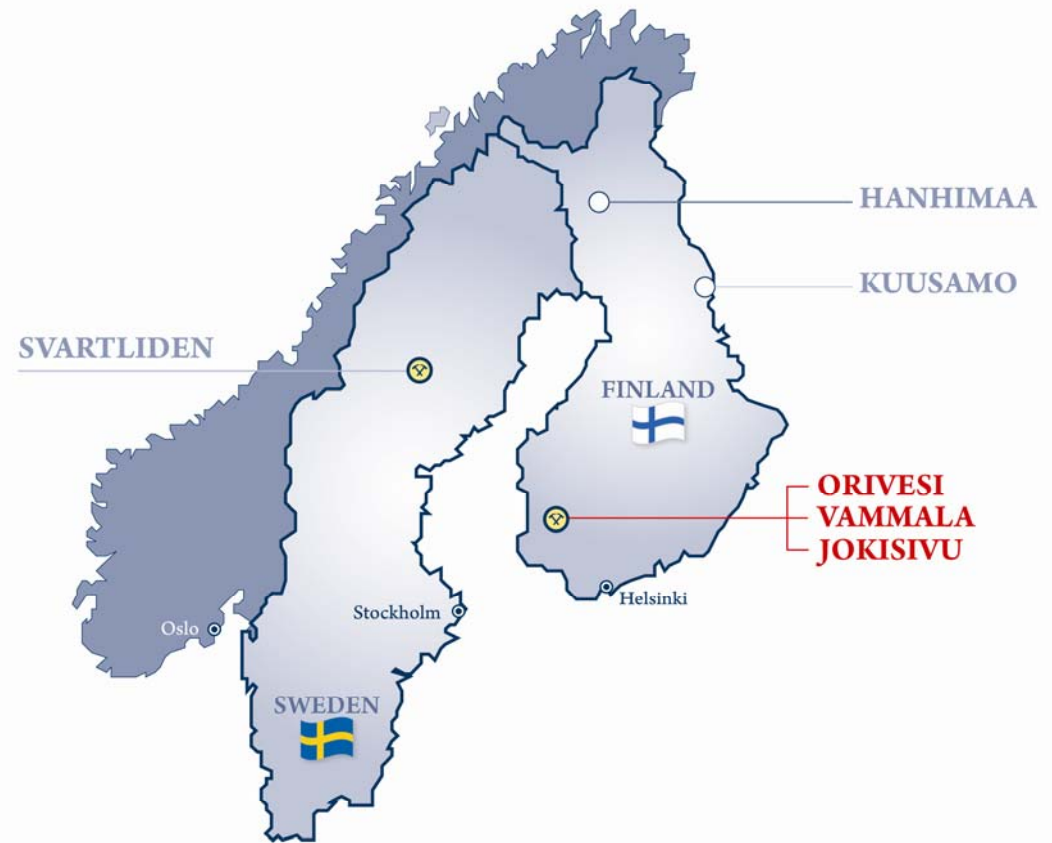 HANHIMAA
KUUSAMO
SVARTLIDEN
FINLAND
ORIVESI
VAMMALA
JOKISIVU
Helsinki
Stockholm
Oslo
SWEDEN